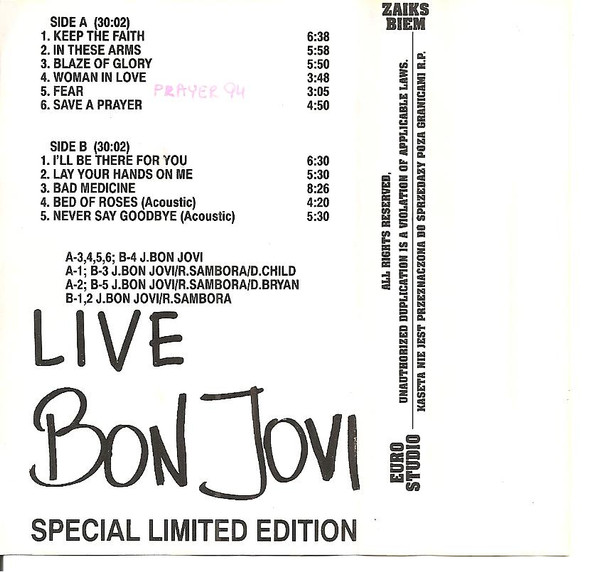 SIDE A (30:02)
1. KEEP THE FAITH 6:38
2. IN THESE ARMS 5:58
3. BLAZE OF GLORY 5:50
4. WOMAN IN LOVE 3:48
5. FEAR 3:05
PRAYER 94
6. SAVE A PRAYER 4:50
SIDE B (30:02)
1. I'LL BE THERE FOR YOU 6:30
2. LAY YOUR HANDS ON ME 5:30
3. BAD MEDICINE 8:26
4. BED OF ROSES (Acoustic) 4:20
5. NEVER SAY GOODBYE (Acoustic) 5:30
A-3,4,5,6; B-4 J.BON JOVI
A-1; B-3 J.BON JOVI/R.SAMBORA/D.CHILD
A-2; B-5 J.BON JOVI/R.SAMBORA/D.BRYAN
B-1,2 J.BON JOVI/R.SAMBORA
LIVE
BON JOVI
SPECIAL LIMITED EDITION
ZAIKS
BIEM
ALL RIGHTS RESERVED,
UNAUTHORIZED DUPLICATION IS A VIOLATION OF APPLICABLE LAWS.
KASETA NIE JEST PRZEZNACZONA DO SPRZEDAZY POZA GRANICAMI R.P.
EURO
STUDIO